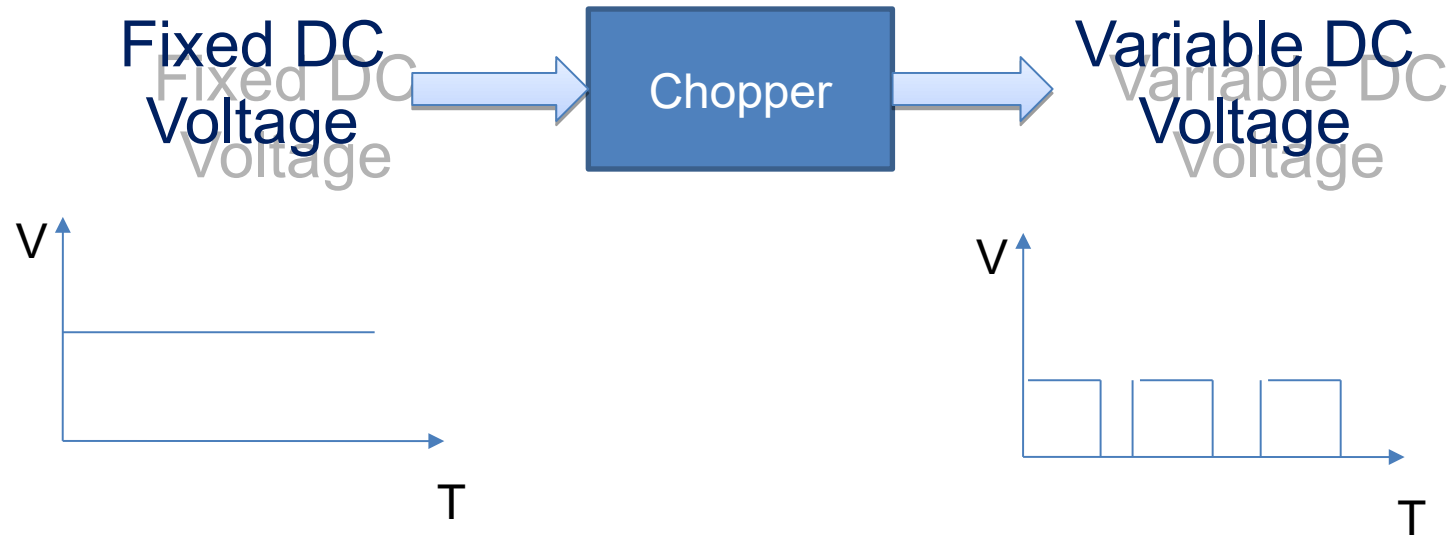 Fixed DC
Voltage
Chopper
Variable DC
Voltage
V
T
V
T